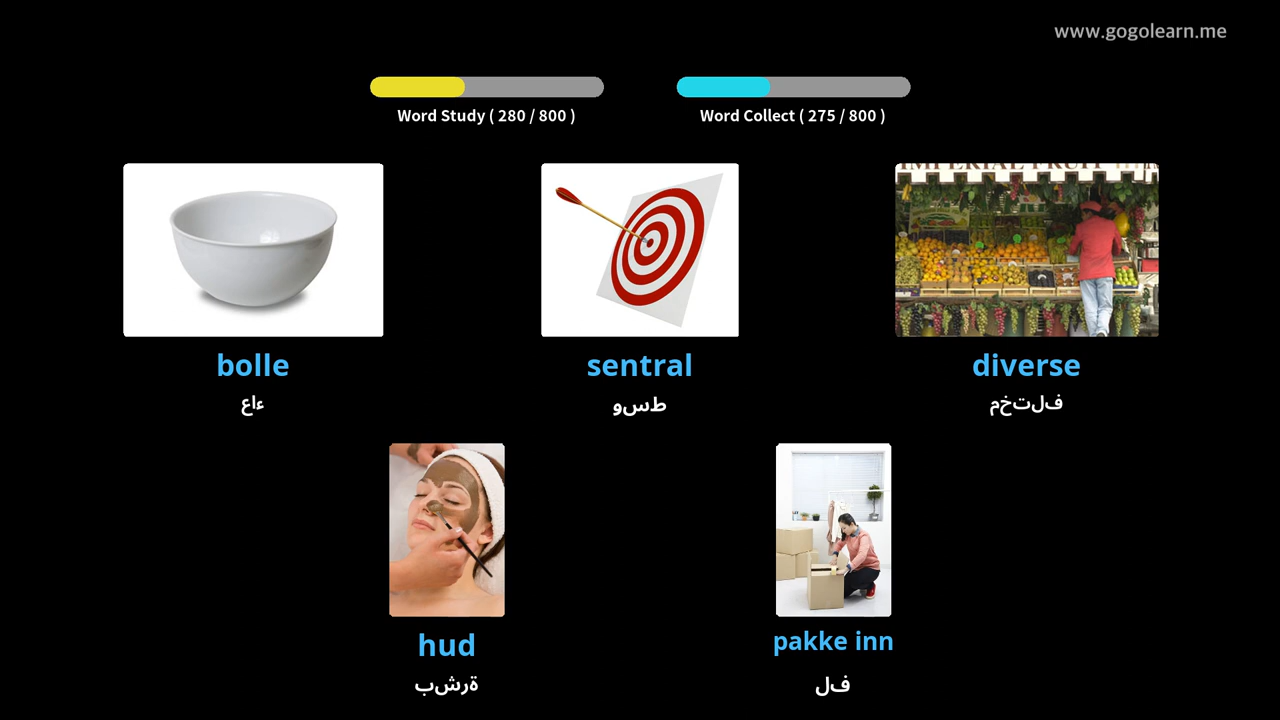 www.gogolearn.me
Word Study ( 280 / 800 )
Word Collect ( 275 / 800 )
bolle
sentral
diverse
ءاع
طسو
فلتخم
hud
pakke inn
ةرشب
فل